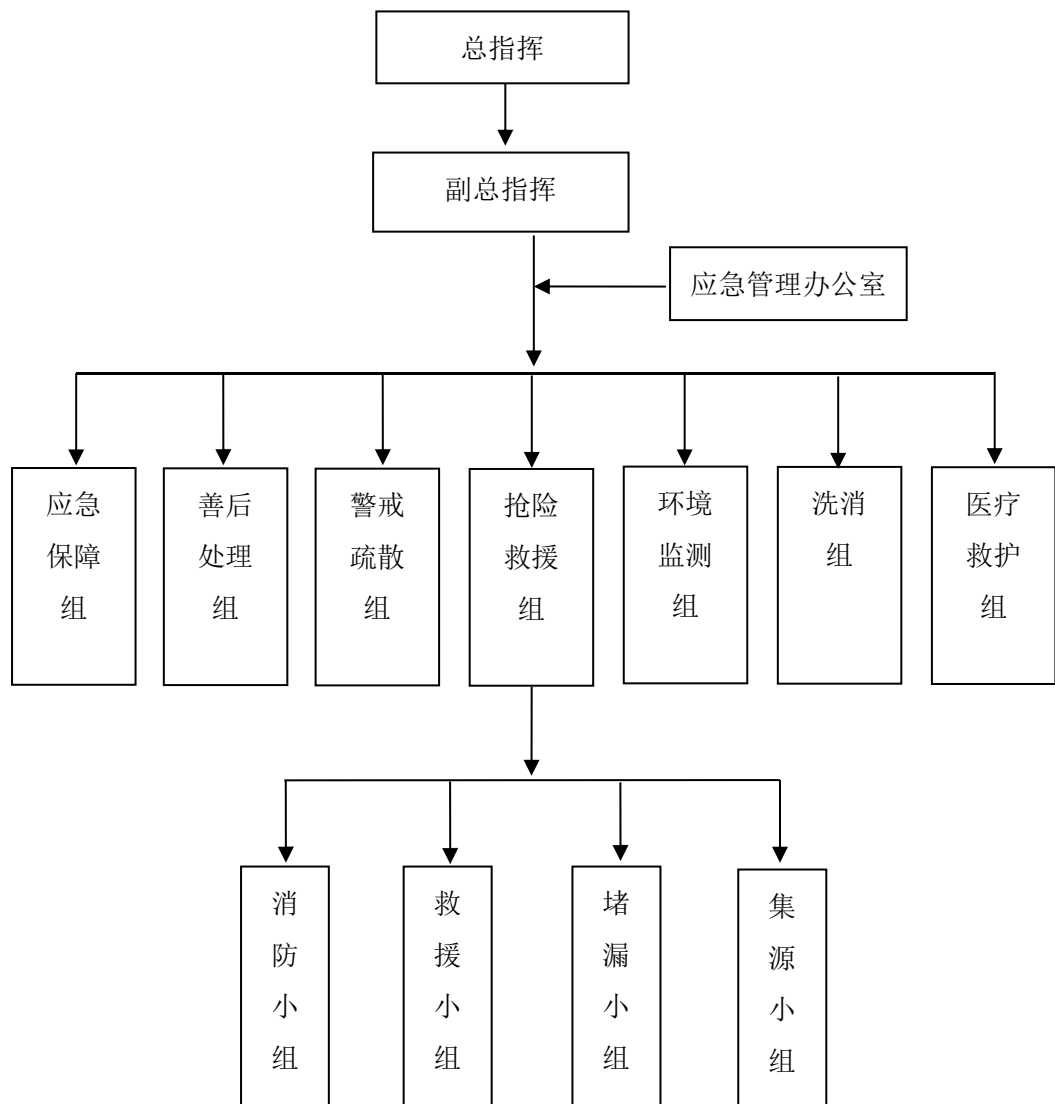 总指挥
副总指挥
应急管理办公室
应急
保障
组
善后
处理
组
警戒
疏散
组
抢险
救援
组
环境
监测
组
洗消
组
医疗
救护
组
消
防
小
组
救
援
小
组
堵
漏
小
组
集
源
小
组